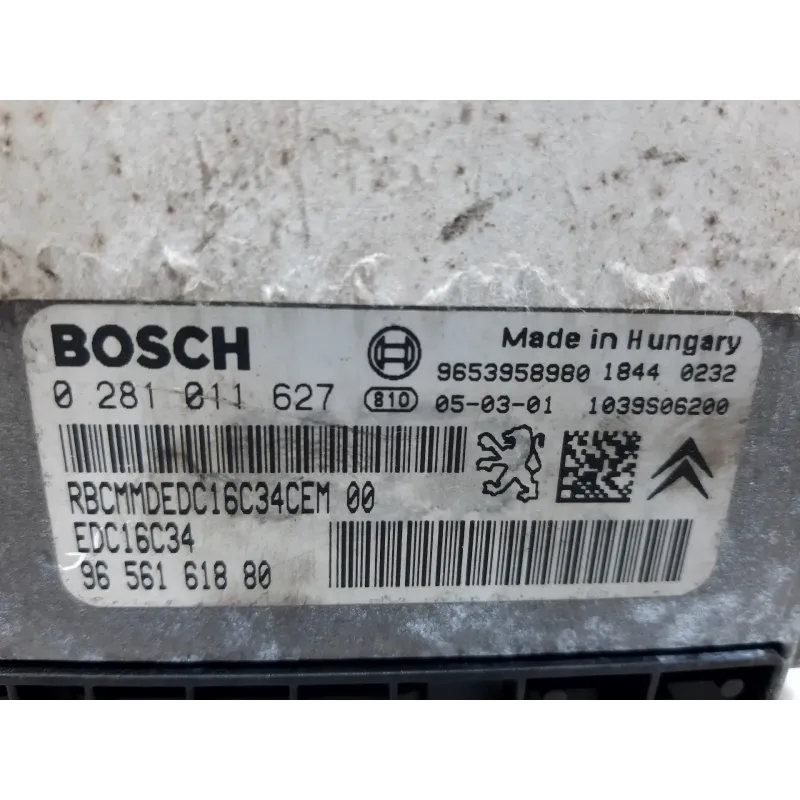 BOSCH
Made in Hungary
9653958980 1844 0232
0 281 011 627 810 05-03-01 1039S06200
RBCMMDEDC16C34CEM 00
EDC16C34
96 561 618 80